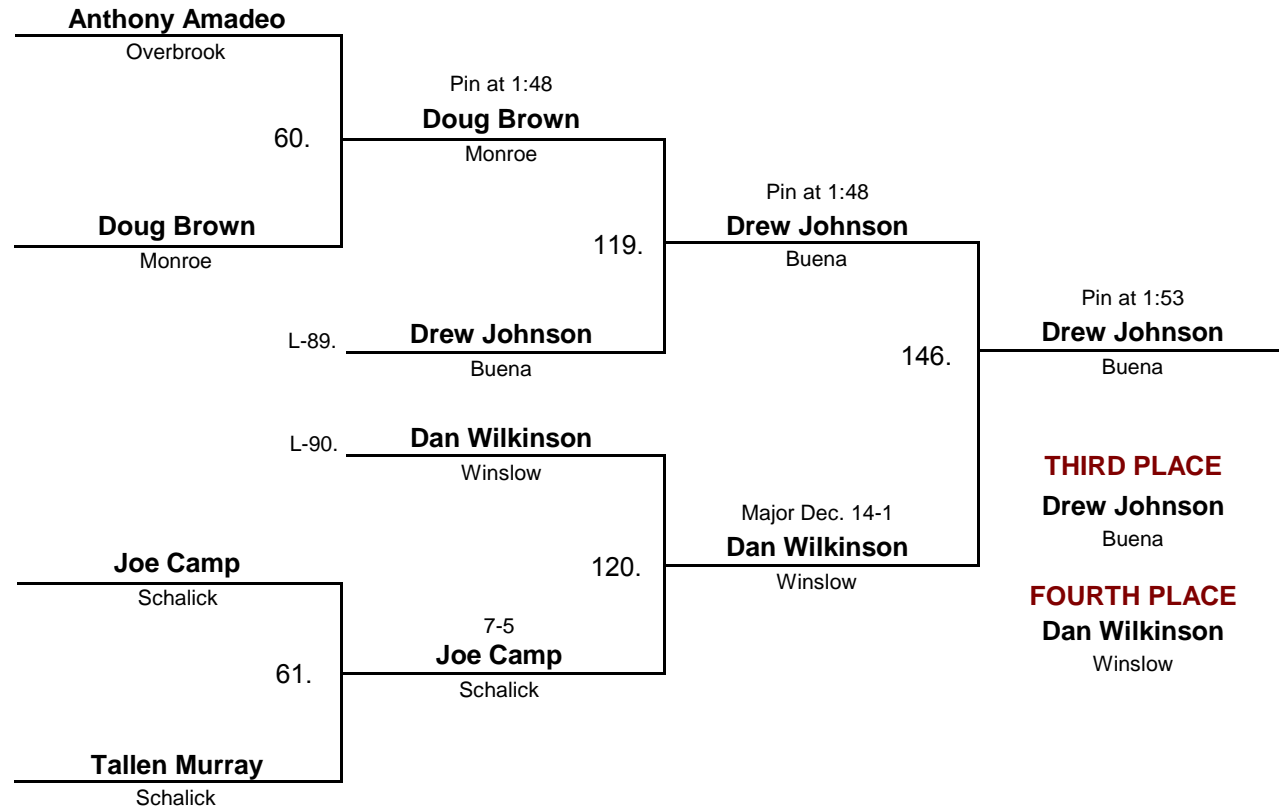 Anthony Amadeo
Overbrook
Pin at 1:48
60.
Doug Brown
Monroe
Pin at 1:48
Doug Brown
Monroe
119.
Drew Johnson
Buena
L-89.
Drew Johnson
Buena
Pin at 1:53
146.
Drew Johnson
Buena
L-90.
Dan Wilkinson
Winslow
THIRD PLACE
Drew Johnson
Buena
Major Dec. 14-1
Joe Camp
Schalick
120.
Dan Wilkinson
Winslow
FOURTH PLACE
Dan Wilkinson
Winslow
7-5
61.
Joe Camp
Schalick
Tallen Murray
Schalick